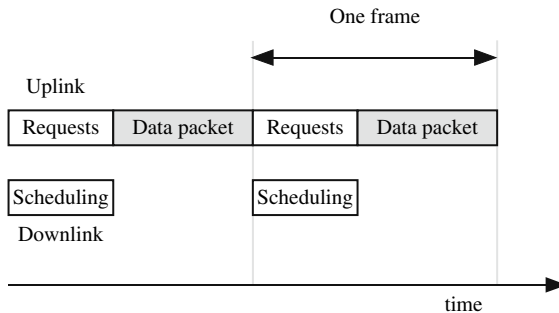 One frame
Uplink
Requests Data packet Requests Data packet
Scheduling Scheduling
Downlink
time